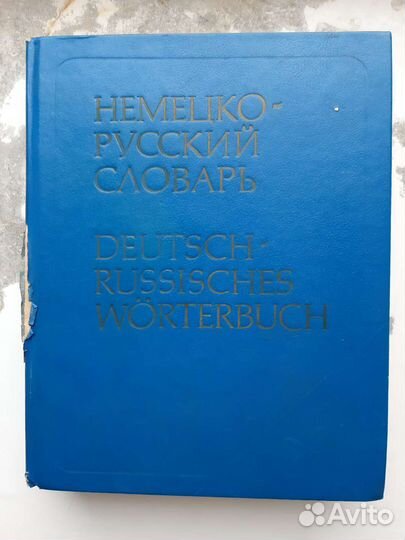 НЕМЕЦКО-
РУССКИЙ
СЛОВАРЬ
DEUTSCH-
RUSSISCHES
WÖRTERBUCH
Avito